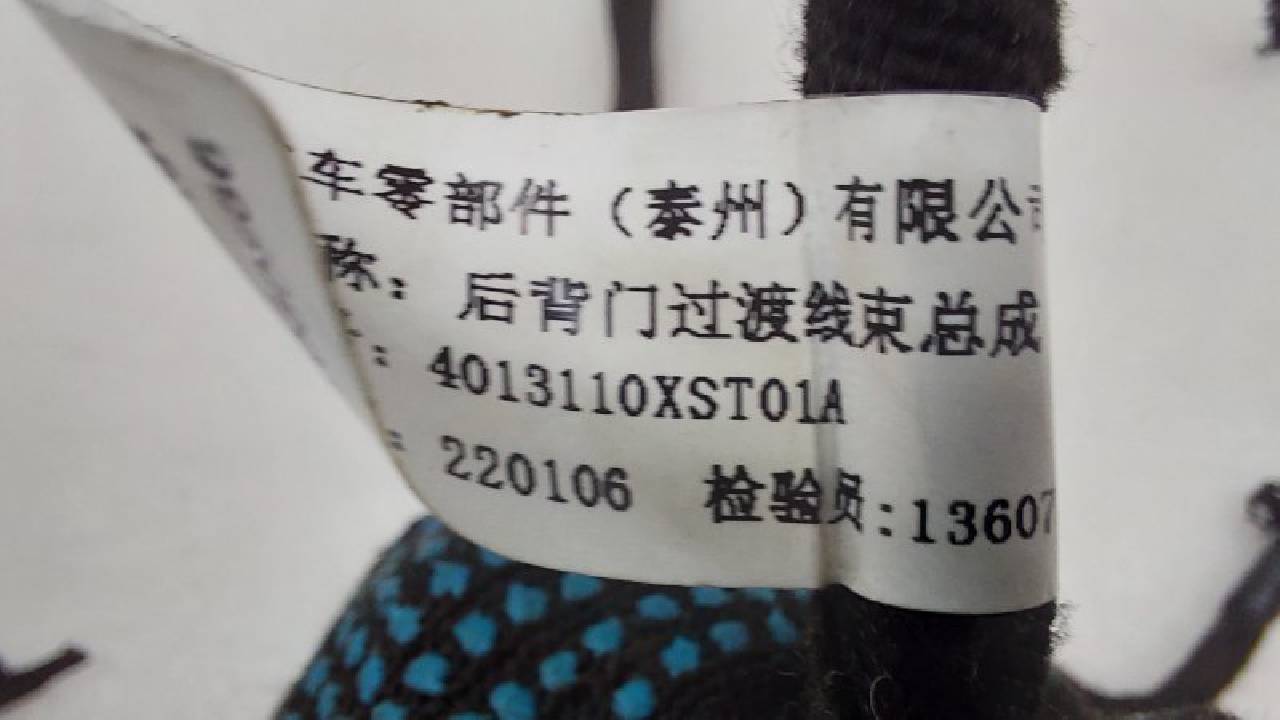 车零部件（泰州）有限公
称：后背门过渡线束总成
：4013110XST01A
：220106 检验员:13607